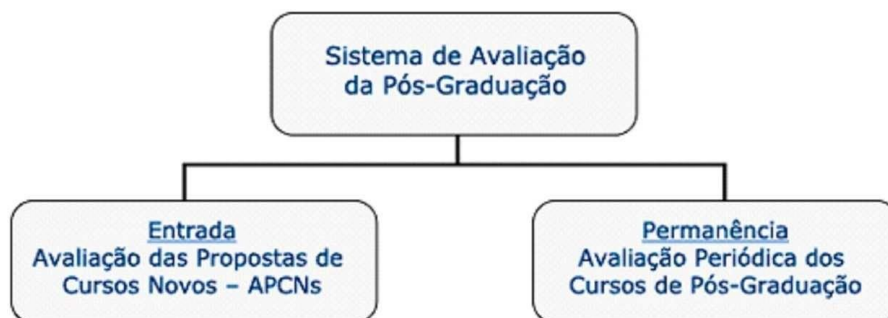 Sistema de Avaliação
da Pós-Graduação
Entrada
Avaliação das Propostas de
Cursos Novos – APCNs
Permanência
Avaliação Periódica dos
Cursos de Pós-Graduação